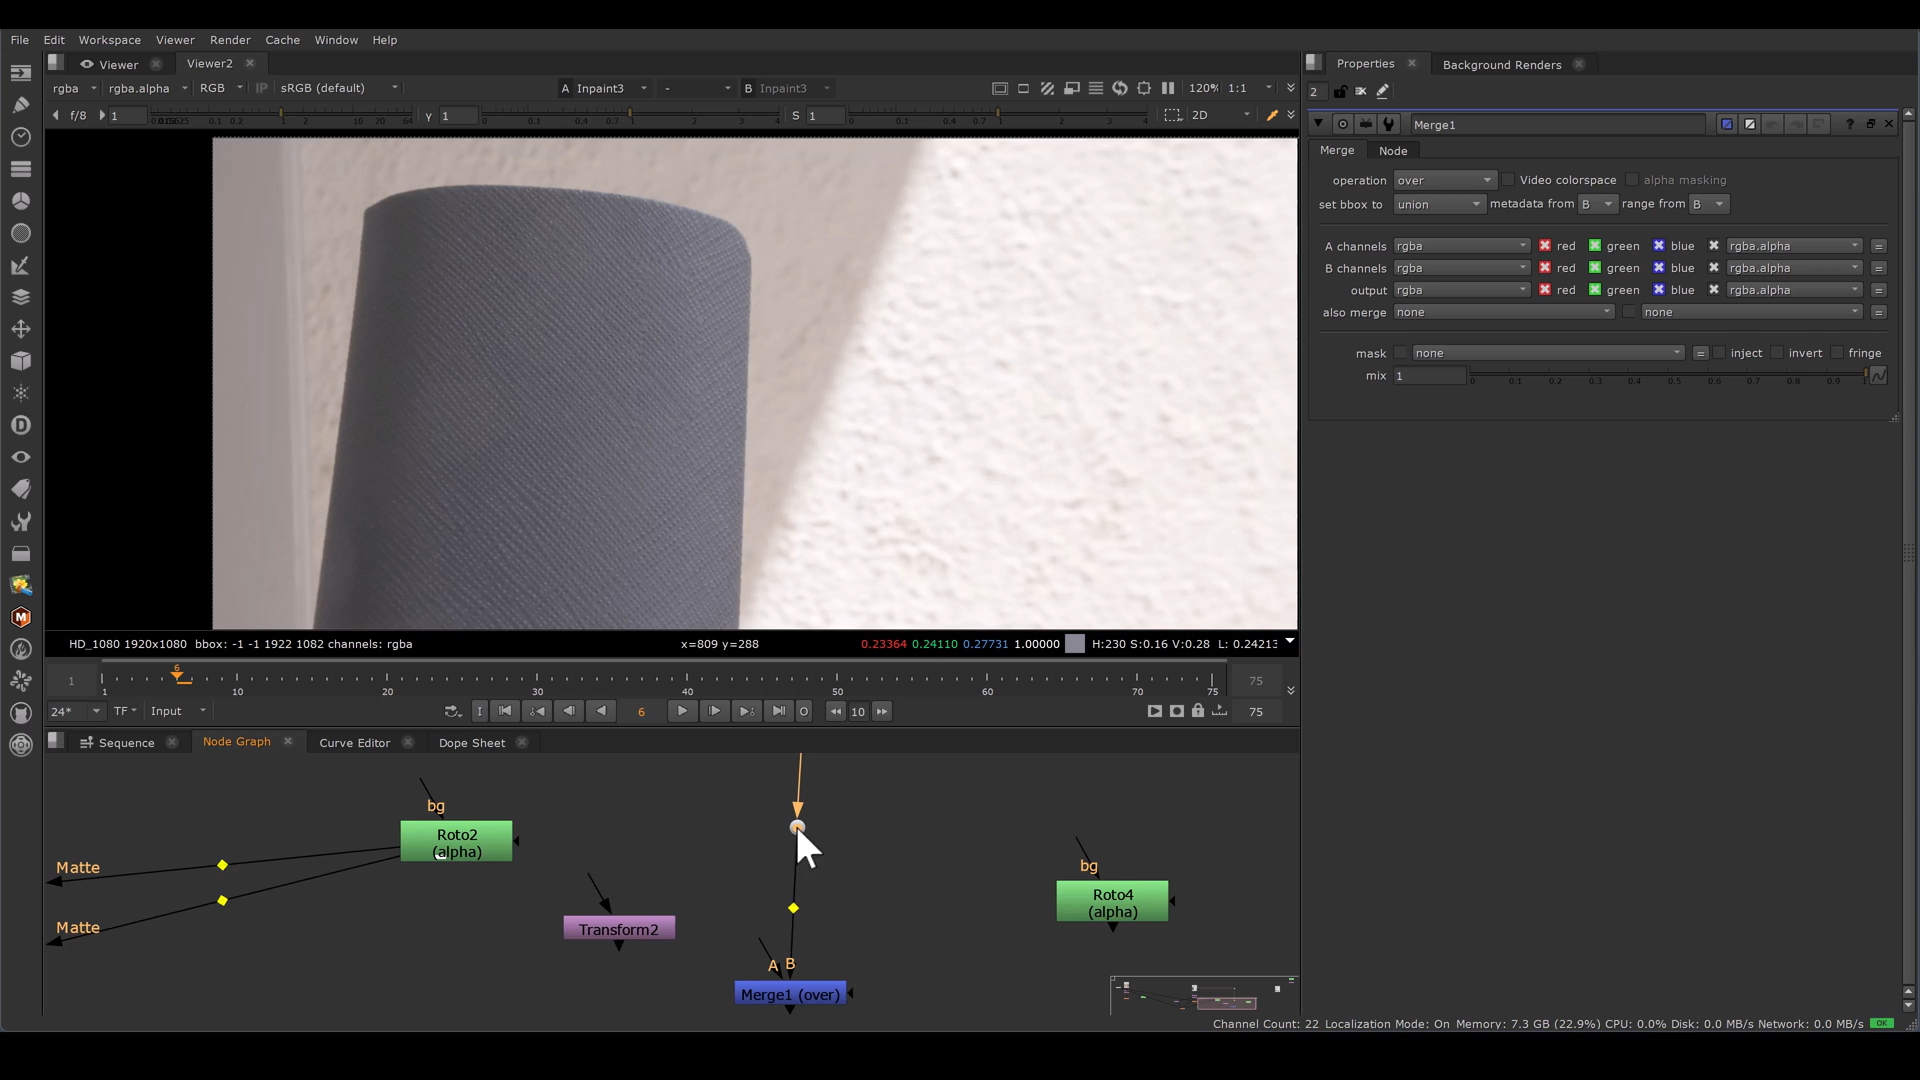 File Edit Workspace Viewer Render Cache Window Help
Viewer Viewer2
rgba rgba.alpha RGB IP sRGB (default) A Inpaint3 - B Inpaint3 120% 1:1
f/8 1 γ 1 S 1 2D
HD_1080 1920x1080 bbox: -1 -1 1922 1082 channels: rgba x=809 y=288 0.23364 0.24110 0.27731 1.00000 H:230 S:0.16 V:0.28 L: 0.24213
6
1 75
1 10 20 30 40 50 60 70 75
24* TF Input I 6 O 10 75
Sequence Node Graph Curve Editor Dope Sheet
bg
Roto2
(alpha)
Matte
Matte
Transform2
A B
Merge1 (over)
bg
Roto4
(alpha)
Properties Background Renders
2
Merge1
Merge Node
operation over Video colorspace alpha masking
set bbox to union metadata from B range from B
A channels rgba red green blue rgba.alpha =
B channels rgba red green blue rgba.alpha =
output rgba red green blue rgba.alpha =
also merge none none =
mask none = inject invert fringe
mix 1
0 0.1 0.2 0.3 0.4 0.5 0.6 0.7 0.8 0.9 1
Channel Count: 22 Localization Mode: On Memory: 7.3 GB (22.9%) CPU: 0.0% Disk: 0.0 MB/s Network: 0.0 MB/s OK